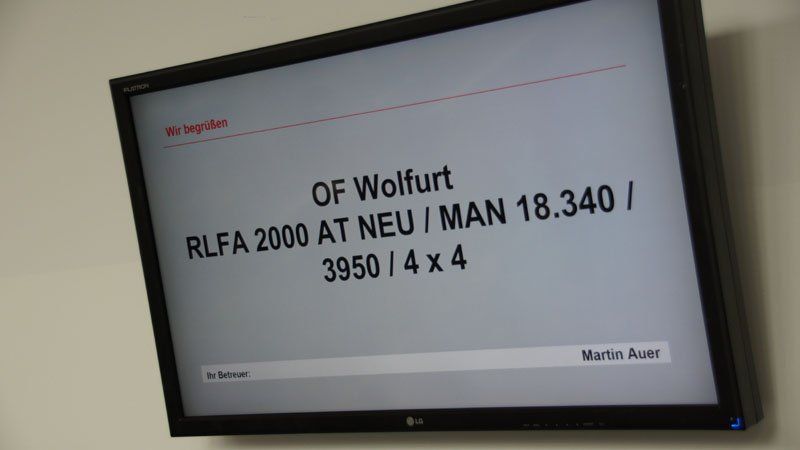 FLATRON
Wir begrüßen
OF Wolfurt
RLFA 2000 AT NEU / MAN 18.340 /
3950 / 4 x 4
Ihr Betreuer:
Martin Auer
LG